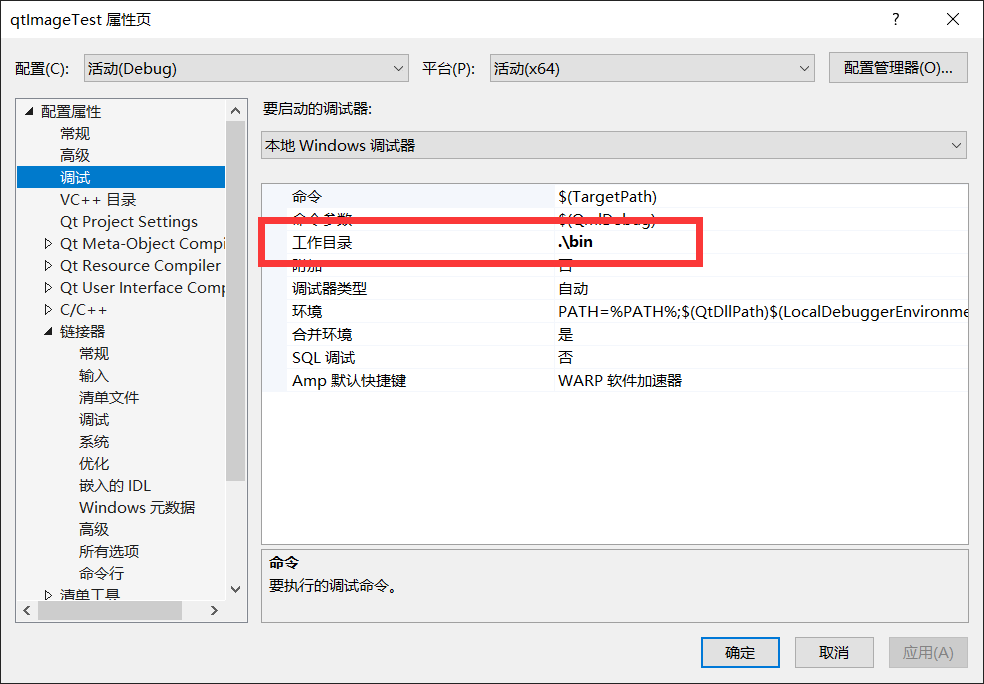 qtImageTest 属性页
配置(C): 活动(Debug) 平台(P): 活动(x64) 配置管理器(O)...
配置属性
常规
高级
调试
VC++ 目录
Qt Project Settings
Qt Meta-Object Compi
Qt Resource Compiler
Qt User Interface Comp
C/C++
链接器
常规
输入
清单文件
调试
系统
优化
嵌入的 IDL
Windows 元数据
高级
所有选项
命令行
清单工具
要启动的调试器:
本地 Windows 调试器
命令 $(TargetPath)
命令参数 $(QmlDebug)
工作目录 .\bin
附加 否
调试器类型 自动
环境 PATH=%PATH%;$(QtDllPath)$(LocalDebuggerEnvironme
合并环境 是
SQL 调试 否
Amp 默认快捷键 WARP 软件加速器
命令
要执行的调试命令。
确定 取消 应用(A)